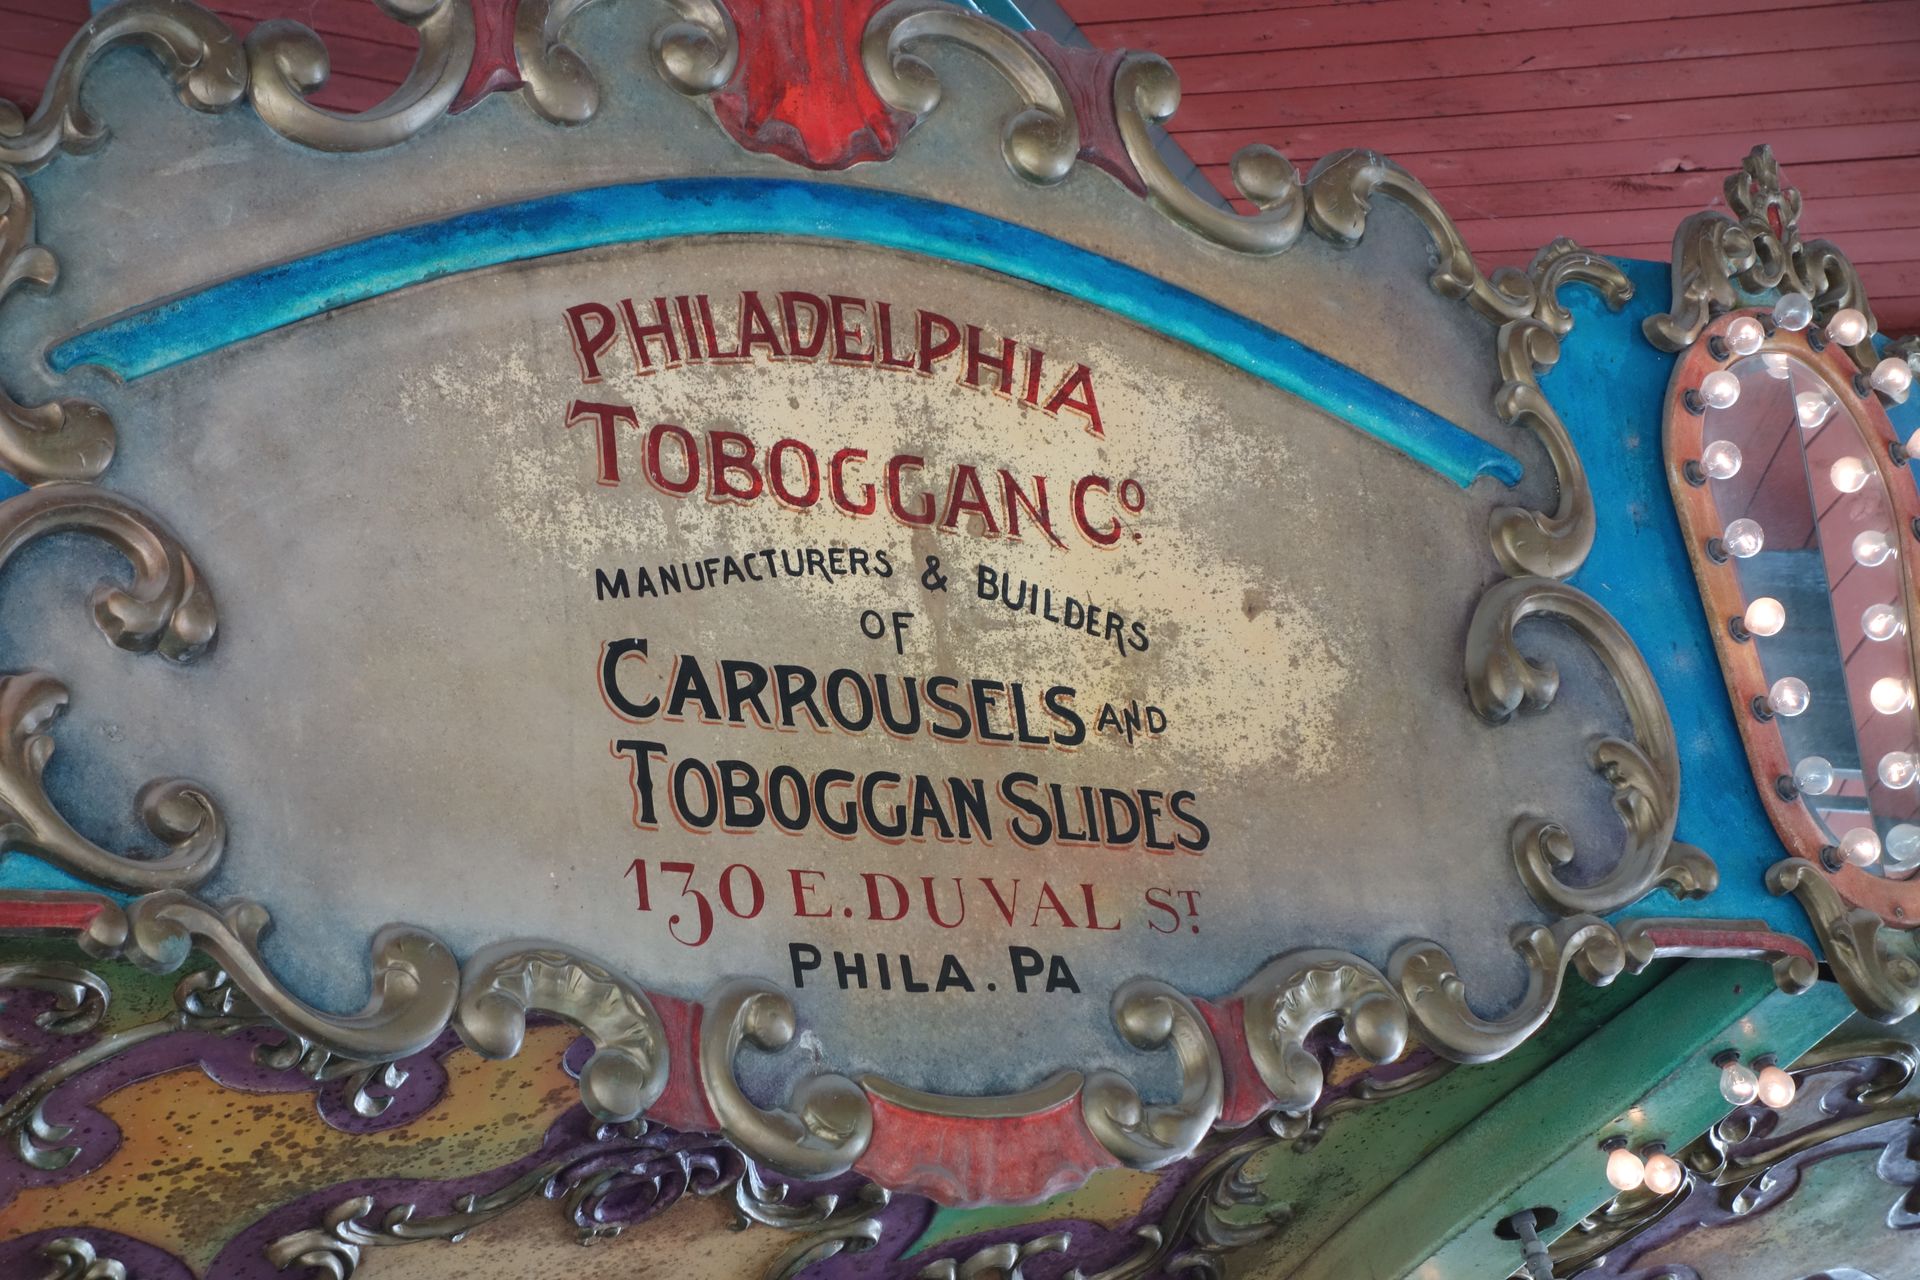 PHILADELPHIA
TOBOGGAN Co.
MANUFACTURERS & BUILDERS
OF
CARROUSELS AND
TOBOGGAN SLIDES
130 E. DUVAL ST.
PHILA. PA